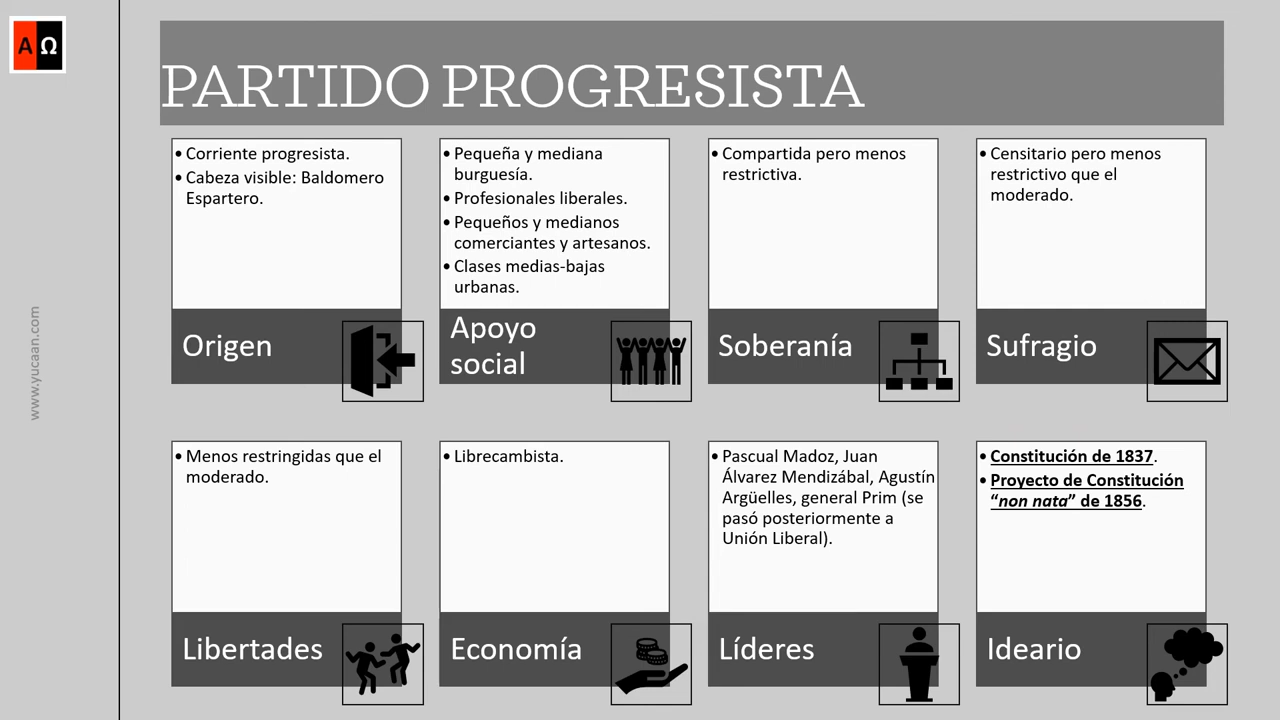 ΑΩ
PARTIDO PROGRESISTA
• Corriente progresista.
• Cabeza visible: Baldomero
Espartero.
Origen
• Pequeña y mediana
burguesía.
• Profesionales liberales.
• Pequeños y medianos
comerciantes y artesanos.
• Clases medias-bajas
urbanas.
Apoyo
social
• Compartida pero menos
restrictiva.
Soberanía
• Censitario pero menos
restrictivo que el
moderado.
Sufragio
• Menos restringidas que el
moderado.
Libertades
• Librecambista.
Economía
• Pascual Madoz, Juan
Álvarez Mendizábal, Agustín
Argüelles, general Prim (se
pasó posteriormente a
Unión Liberal).
Líderes
• Constitución de 1837.
• Proyecto de Constitución
“non nata” de 1856.
Ideario
www.yucaan.com